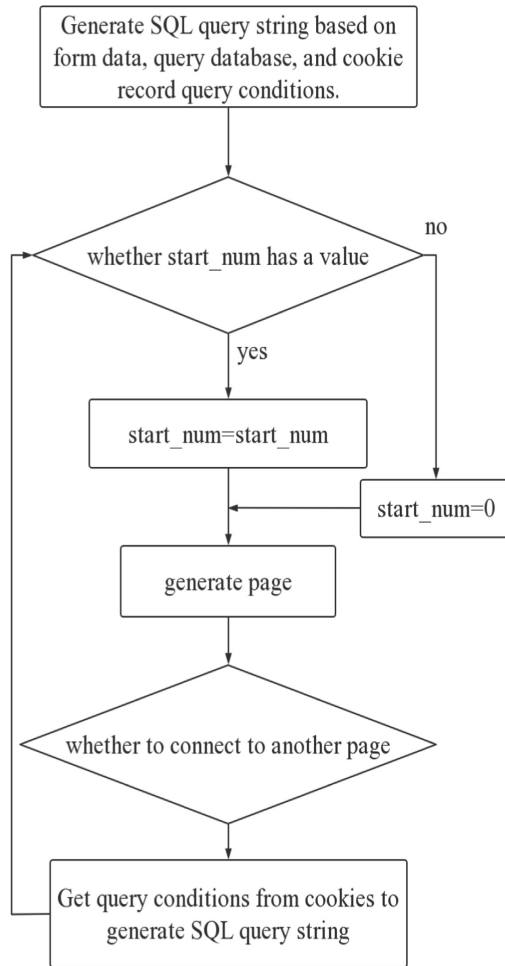 Generate SQL query string based on
form data, query database, and cookie
record query conditions.
whether start_num has a value
no
yes
start_num=start_num
start_num=0
generate page
whether to connect to another page
Get query conditions from cookies to
generate SQL query string